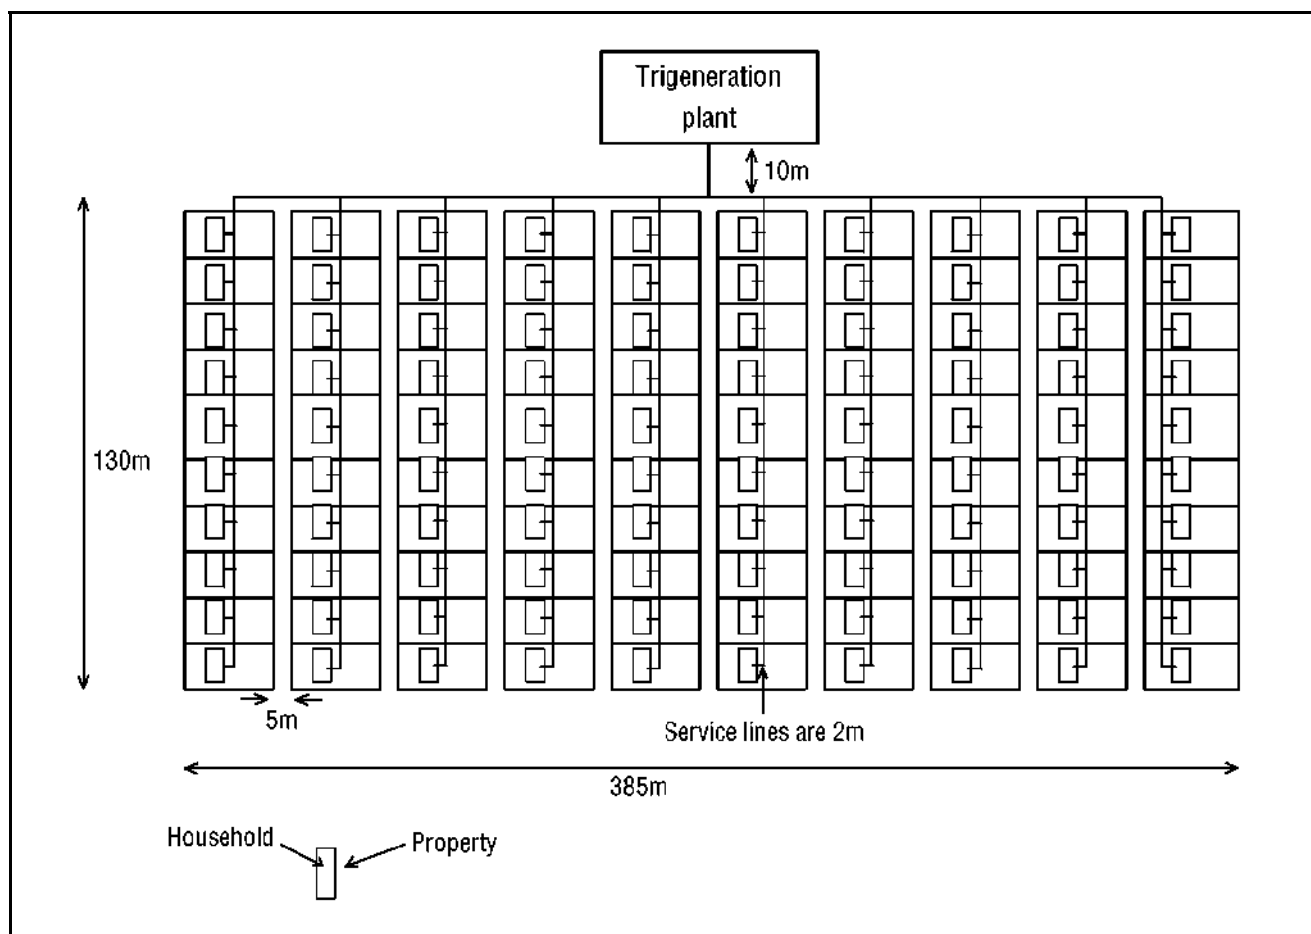 Trigeneration
plant
10m
130m
5m
Service lines are 2m
385m
Household
Property